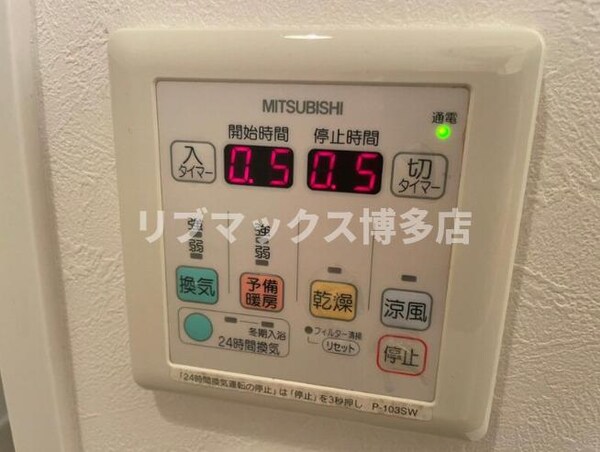 MITSUBISHI
通電
開始時間 停止時間
入タイマー
0.5
0.5
切タイマー
リブマックス博多店
強
弱
強
弱
換気
予備暖房
乾燥
涼風
冬期入浴
24時間換気
フィルター清掃
リセット
停止
「24時間換気運転の停止」は「停止」を3秒押し P-103SW